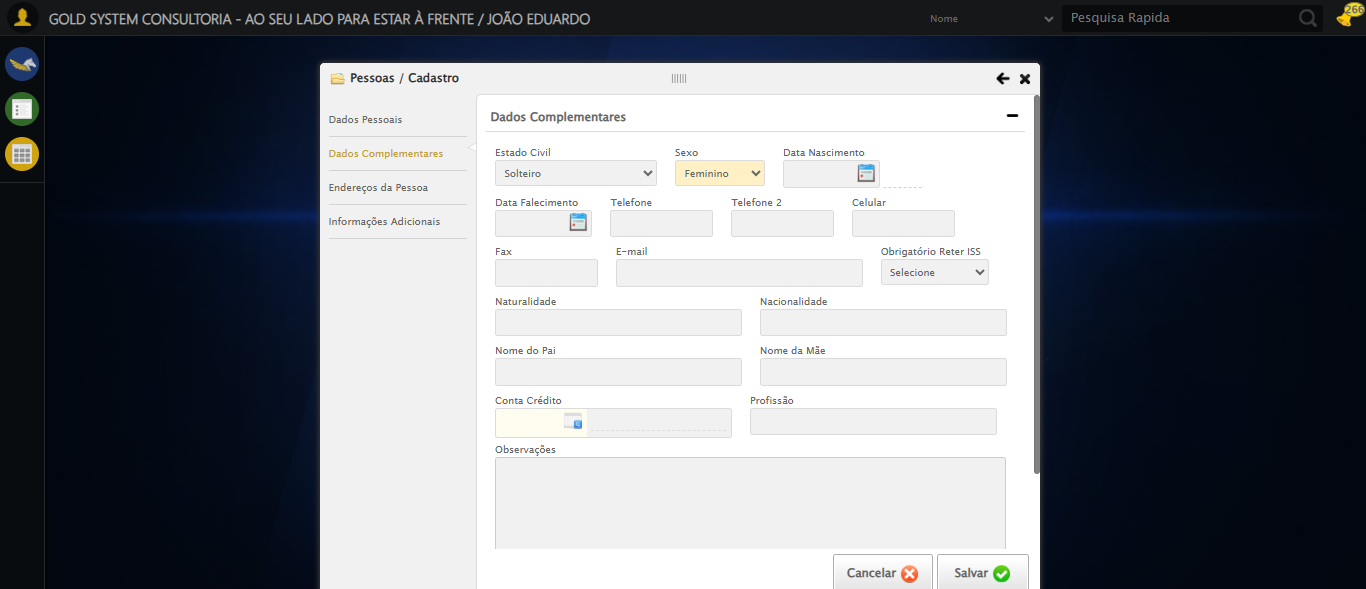 GOLD SYSTEM CONSULTORIA - AO SEU LADO PARA ESTAR À FRENTE / JOÃO EDUARDO
Nome
Pesquisa Rapida
266
Pessoas / Cadastro
Dados Pessoais
Dados Complementares
Endereços da Pessoa
Informações Adicionais
Dados Complementares
Estado Civil Sexo Data Nascimento
Solteiro Feminino
Data Falecimento Telefone Telefone 2 Celular
Fax E-mail Obrigatório Reter ISS
Selecione
Naturalidade Nacionalidade
Nome do Pai Nome da Mãe
Conta Crédito Profissão
Observações
Cancelar Salvar